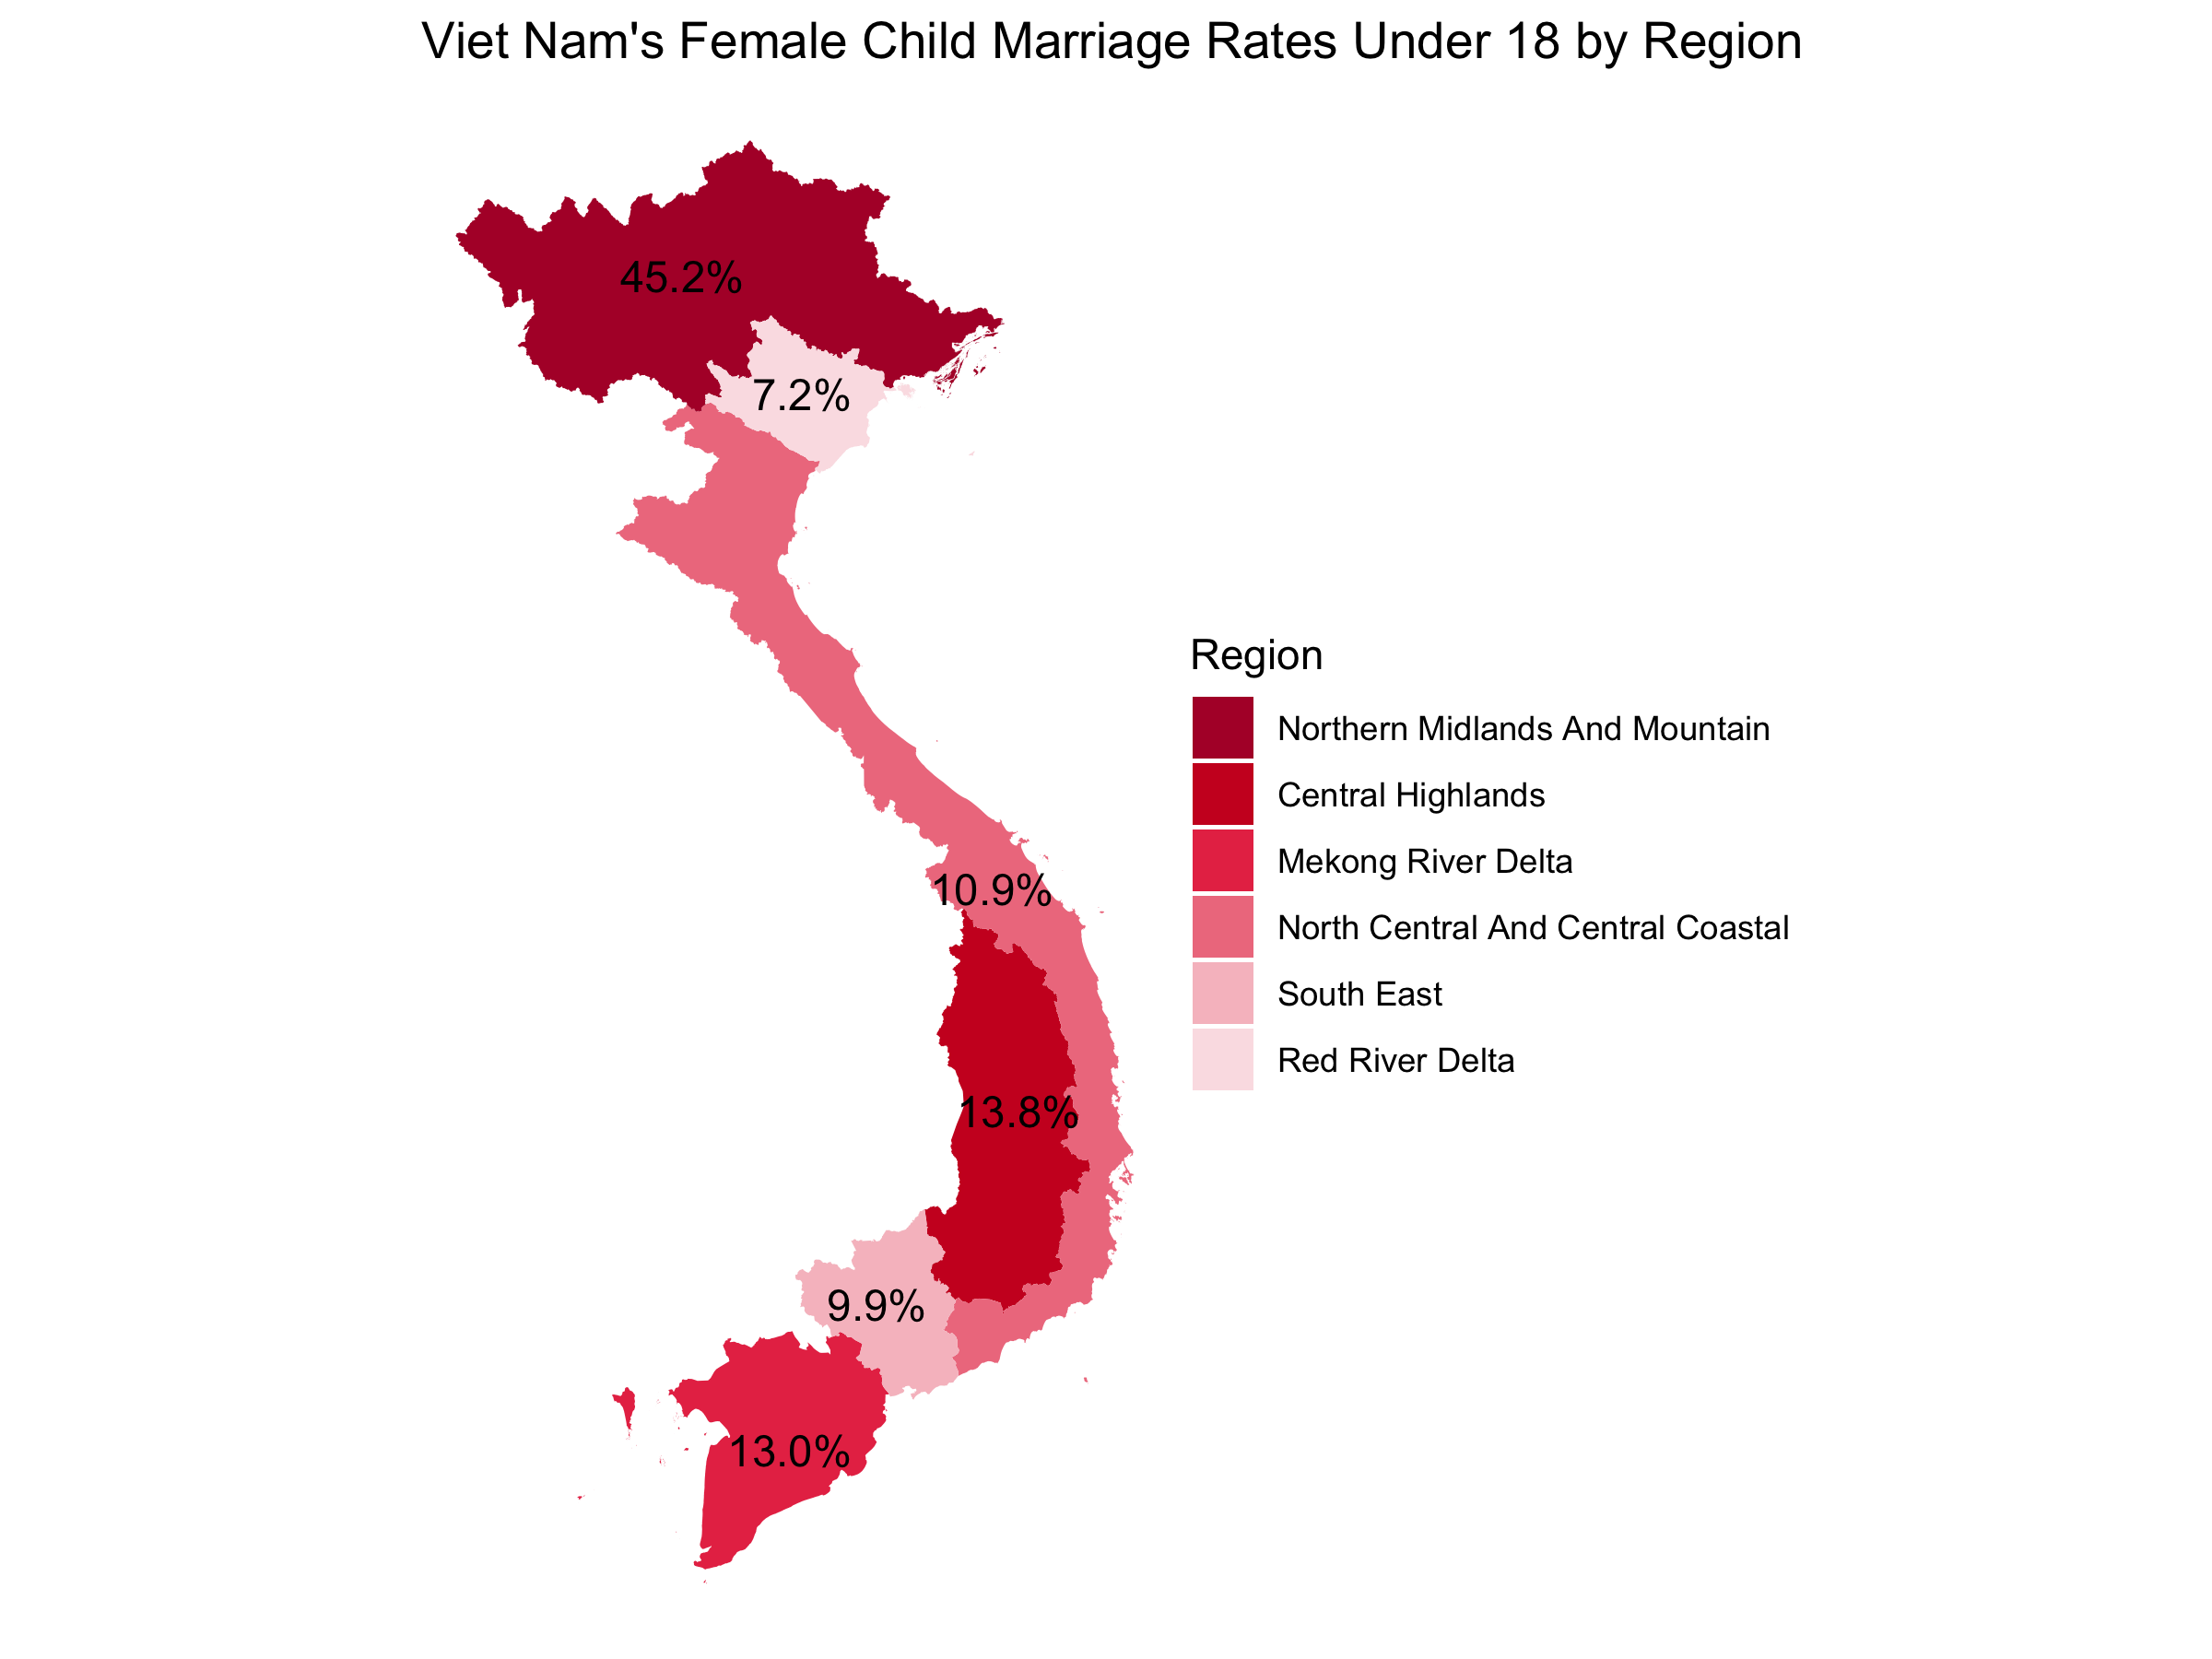 Viet Nam's Female Child Marriage Rates Under 18 by Region
45.2%
7.2%
Region
Northern Midlands And Mountain
Central Highlands
Mekong River Delta
North Central And Central Coastal
South East
Red River Delta
10.9%
13.8%
9.9%
13.0%